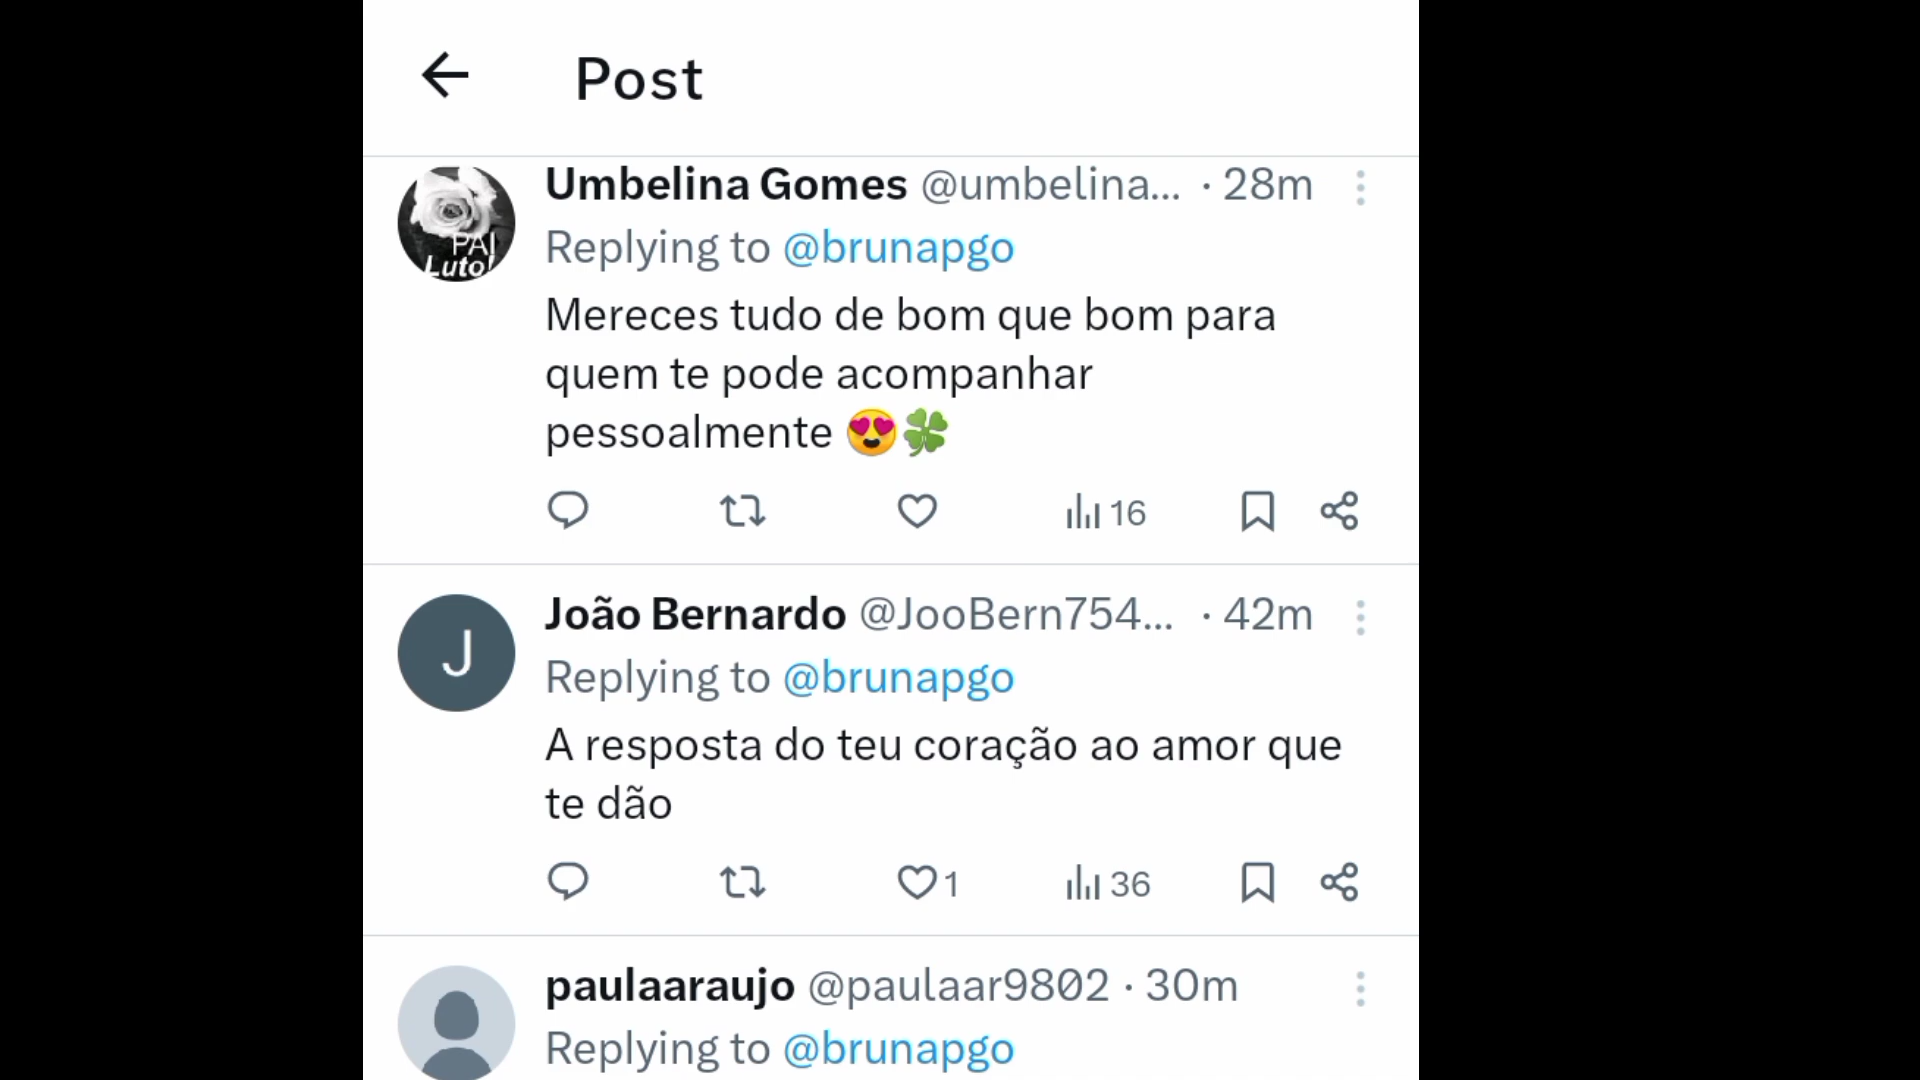 Post
Umbelina Gomes @umbelina... · 28m
PAI
Luto!
Replying to @brunapgo
Mereces tudo de bom que bom para
quem te pode acompanhar
pessoalmente 😍🍀
16
João Bernardo @JooBern754... · 42m
J
Replying to @brunapgo
A resposta do teu coração ao amor que
te dão
1 36
paulaaraujo @paulaar9802 · 30m
Replying to @brunapgo